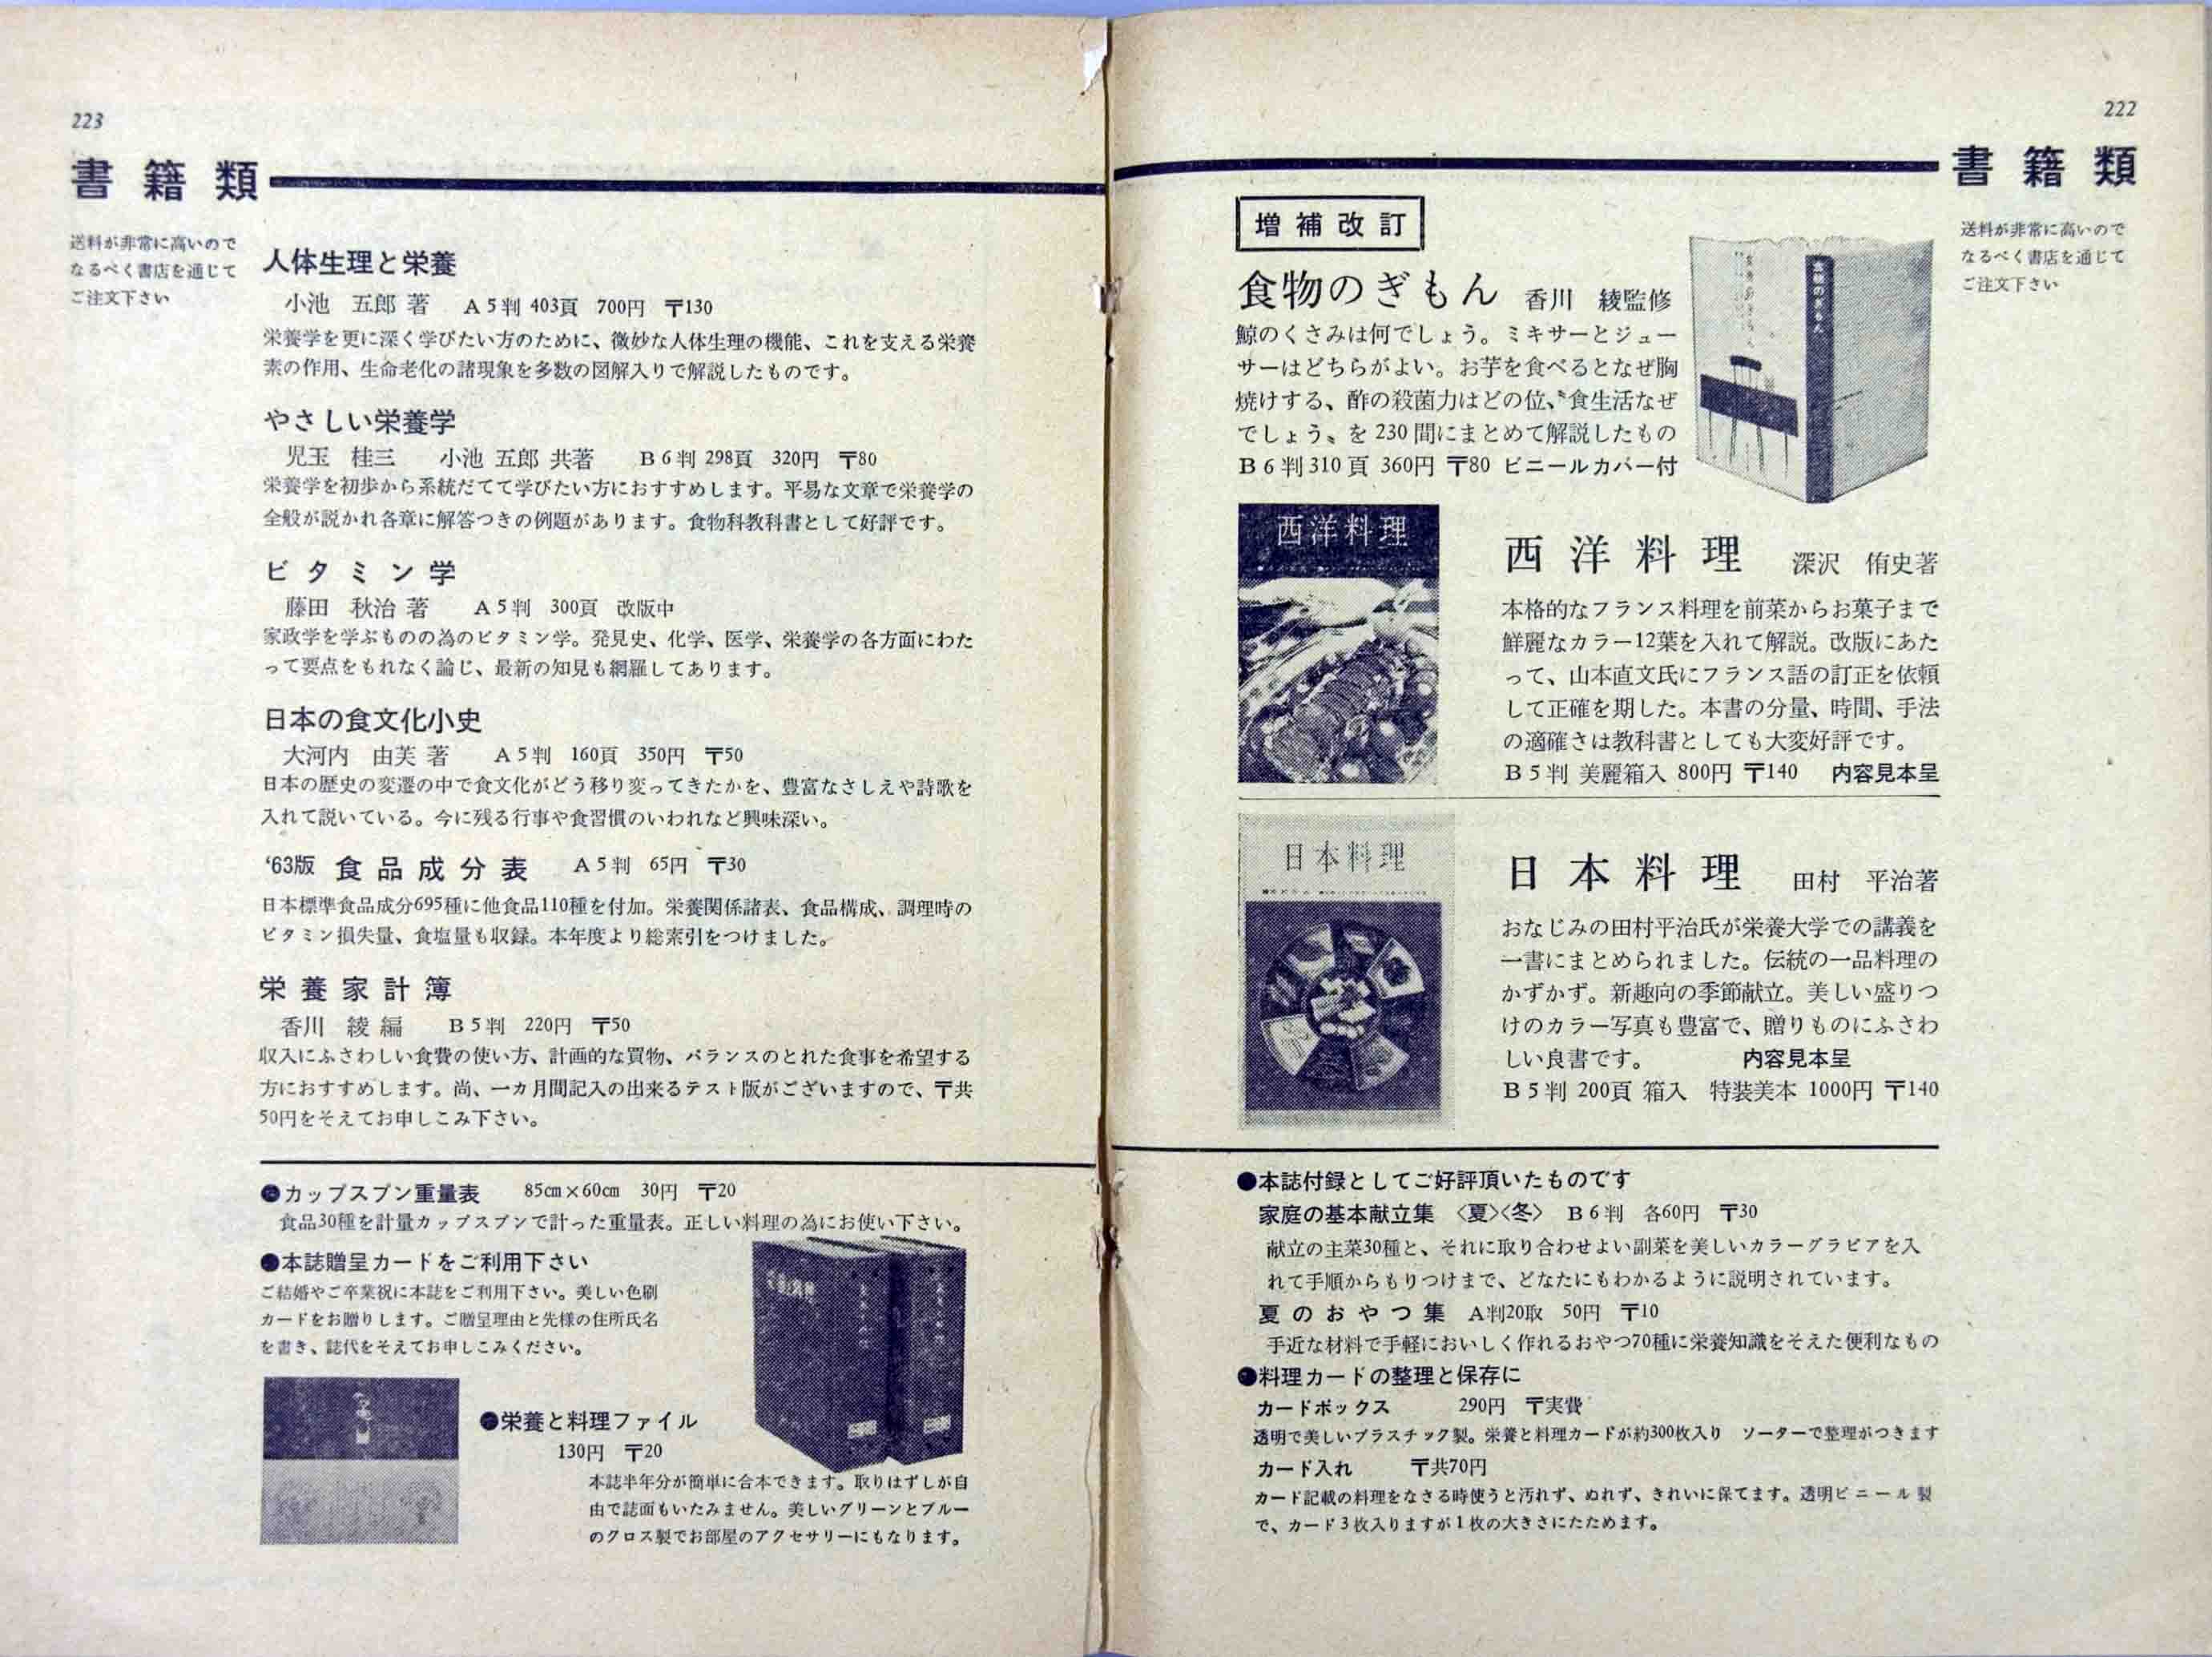 222
書籍類
送料が非常に高いので
なるべく書店を通じて
ご注文下さい
増補改訂
食物のぎもん 香川 綾監修
鯨のくさみは何でしょう。ミキサーとジュー
サーはどちらがよい。お芋を食べるとなぜ胸
焼けする、酢の殺菌力はどの位、〝食生活なぜ
でしょう〟を230間にまとめて解説したもの
B6判310頁 360円 〒80 ビニールカバー付
食物のぎもん
西洋料理
西洋料理 深沢 侑史著
本格的なフランス料理を前菜からお菓子まで
鮮麗なカラー12葉を入れて解説。改版にあた
って、山本直文氏にフランス語の訂正を依頼
して正確を期した。本書の分量、時間、手法
の適確さは教科書としても大変好評です。
B5判 美麗箱入 800円 〒140 内容見本呈
日本料理
日本料理 田村 平治著
おなじみの田村平治氏が栄養大学での講義を
一書にまとめられました。伝統の一品料理の
かずかず。新趣向の季節献立。美しい盛りつ
けのカラー写真も豊富で、贈りものにふさわ
しい良書です。 内容見本呈
B5判 200頁 箱入 特装美本 1000円 〒140
●本誌付録としてご好評頂いたものです
家庭の基本献立集 〈夏〉〈冬〉 B6判 各60円 〒30
献立の主菜30種と、それに取り合わせよい副菜を美しいカラーグラビアを入
れて手順からもりつけまで、どなたにもわかるように説明されています。
夏のおやつ集 A判20取 50円 〒10
手近な材料で手軽においしく作れるおやつ70種に栄養知識をそえた便利なもの
●料理カードの整理と保存に
カードボックス 290円 〒実費
透明で美しいプラスチック製。栄養と料理カードが約300枚入り ソーターで整理がつきます
カード入れ 〒共70円
カード記載の料理をなさる時使うと汚れず、ぬれず、きれいに保てます。透明ビニール製
で、カード3枚入りますが1枚の大きさにたためます。
223
書籍類
送料が非常に高いので
なるべく書店を通じて
ご注文下さい
人体生理と栄養
小池 五郎 著 A5判 403頁 700円 〒130
栄養学を更に深く学びたい方のために、微妙な人体生理の機能、これを支える栄養
素の作用、生命老化の諸現象を多数の図解入りで解説したものです。
やさしい栄養学
児玉 桂三 小池 五郎 共著 B6判 298頁 320円 〒80
栄養学を初歩から系統だてて学びたい方におすすめします。平易な文章で栄養学の
全般が説かれ各章に解答つきの例題があります。食物科教科書として好評です。
ビタミン学
藤田 秋治 著 A5判 300頁 改版中
家政学を学ぶものの為のビタミン学。発見史、化学、医学、栄養学の各方面にわた
って要点をもれなく論じ、最新の知見も網羅してあります。
日本の食文化小史
大河内 由芙 著 A5判 160頁 350円 〒50
日本の歴史の変遷の中で食文化がどう移り変ってきたかを、豊富なさしえや詩歌を
入れて説いている。今に残る行事や食習慣のいわれなど興味深い。
'63版 食品成分表 A5判 65円 〒30
日本標準食品成分695種に他食品110種を付加。栄養関係諸表、食品構成、調理時の
ビタミン損失量、食塩量も収録。本年度より総索引をつけました。
栄養家計簿
香川 綾 編 B5判 220円 〒50
収入にふさわしい食費の使い方、計画的な買物、バランスのとれた食事を希望する
方におすすめします。尚、一カ月間記入の出来るテスト版がございますので、〒共
50円をそえてお申しこみ下さい。
●カップスプン重量表 85cm×60cm 30円 〒20
食品30種を計量カップスプンで計った重量表。正しい料理の為にお使い下さい。
●本誌贈呈カードをご利用下さい
ご結婚やご卒業祝に本誌をご利用下さい。美しい色刷
カードをお贈りします。ご贈呈理由と先様の住所氏名
を書き、誌代をそえてお申しこみください。
●栄養と料理ファイル
130円 〒20
本誌半年分が簡単に合本できます。取りはずしが自
由で誌面もいたみません。美しいグリーンとブルー
のクロス製でお部屋のアクセサリーにもなります。